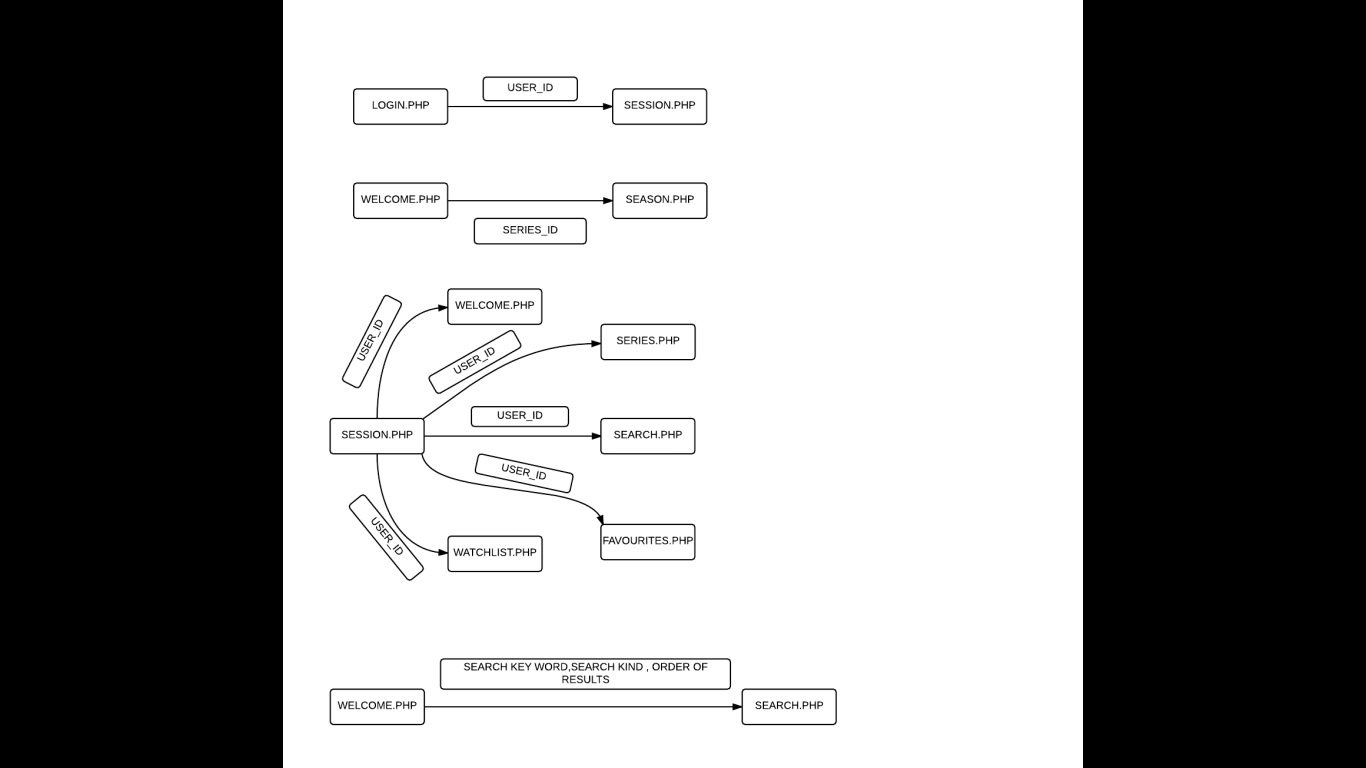 USER_ID
LOGIN.PHP
SESSION.PHP
WELCOME.PHP
SEASON.PHP
SERIES_ID
WELCOME.PHP
USER_ID
USER_ID
SERIES.PHP
USER_ID
SESSION.PHP
SEARCH.PHP
USER_ID
USER_ID
FAVOURITES.PHP
WATCHLIST.PHP
SEARCH KEY WORD,SEARCH KIND , ORDER OF
RESULTS
WELCOME.PHP
SEARCH.PHP